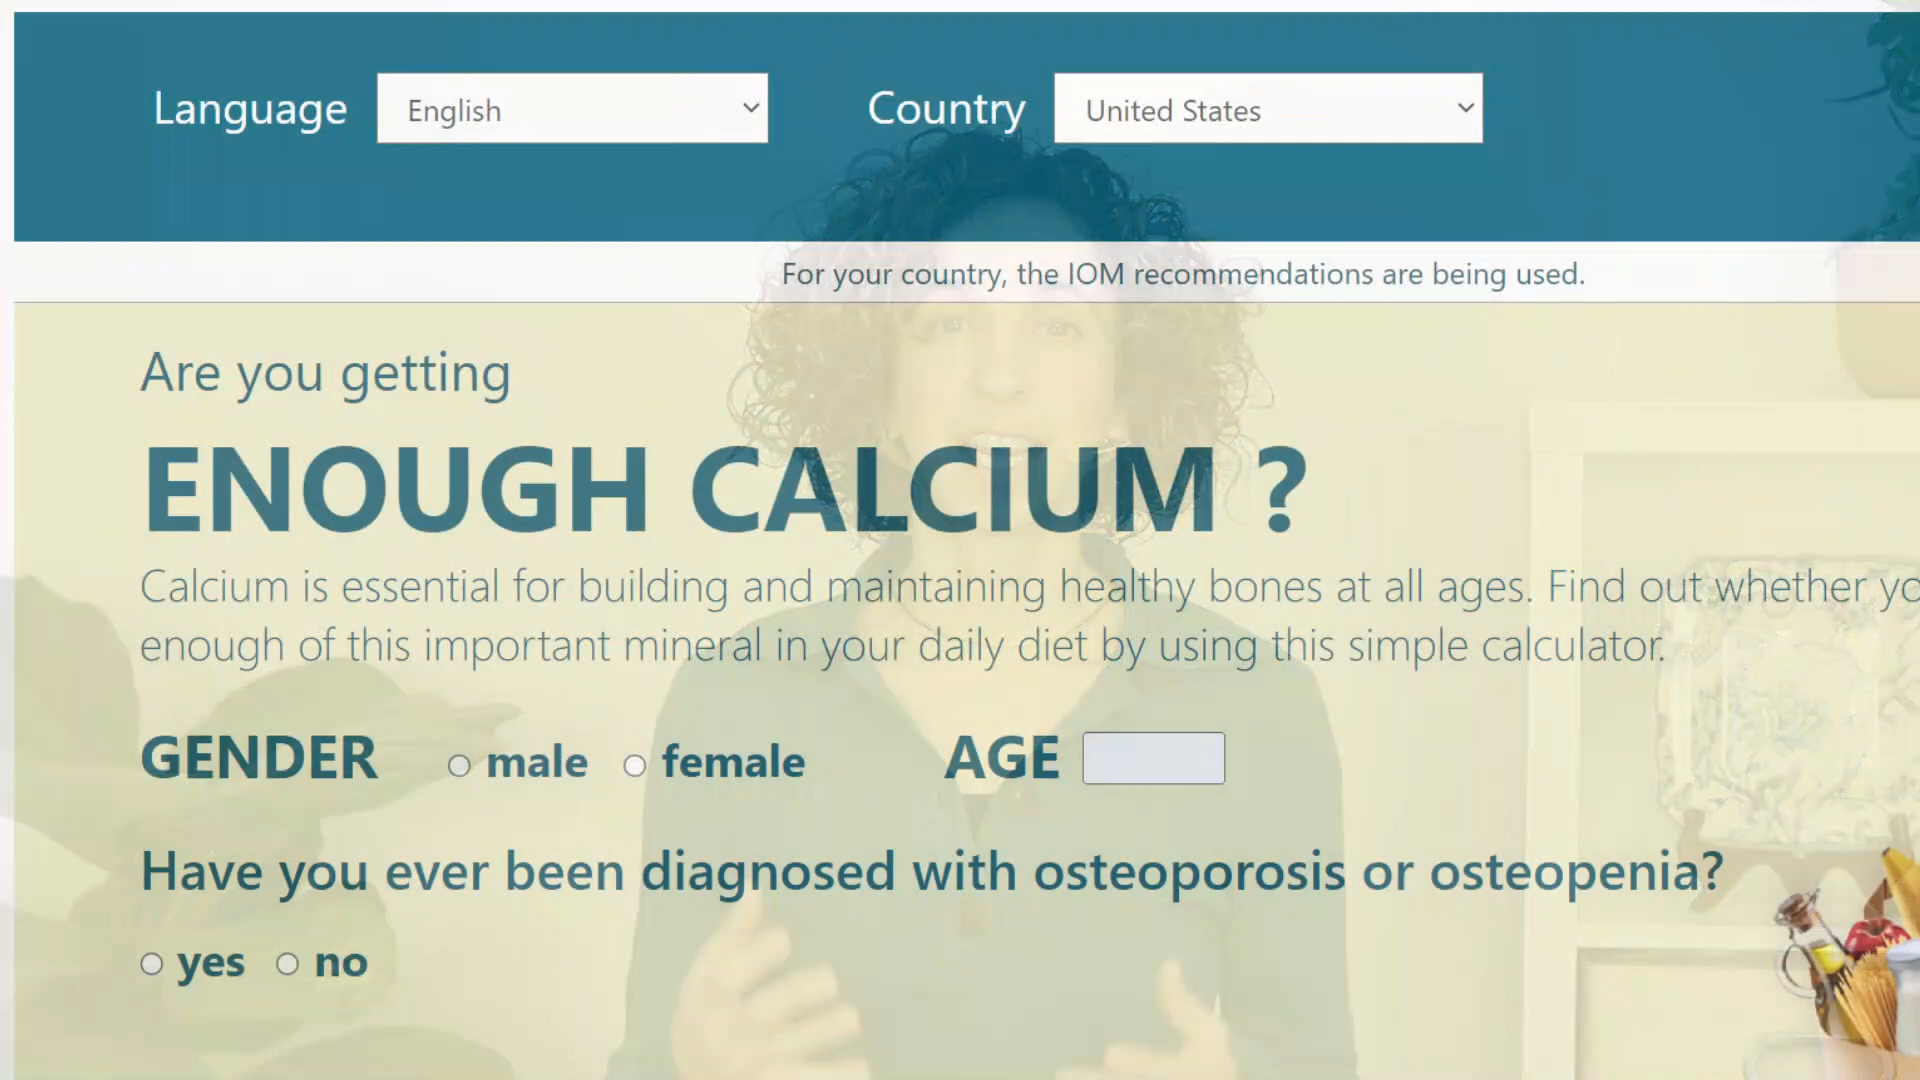 Language English Country United States
For your country, the IOM recommendations are being used.
Are you getting
ENOUGH CALCIUM ?
Calcium is essential for building and maintaining healthy bones at all ages. Find out whether
enough of this important mineral in your daily diet by using this simple calculator.
GENDER male female AGE
Have you ever been diagnosed with osteoporosis or osteopenia?
yes no